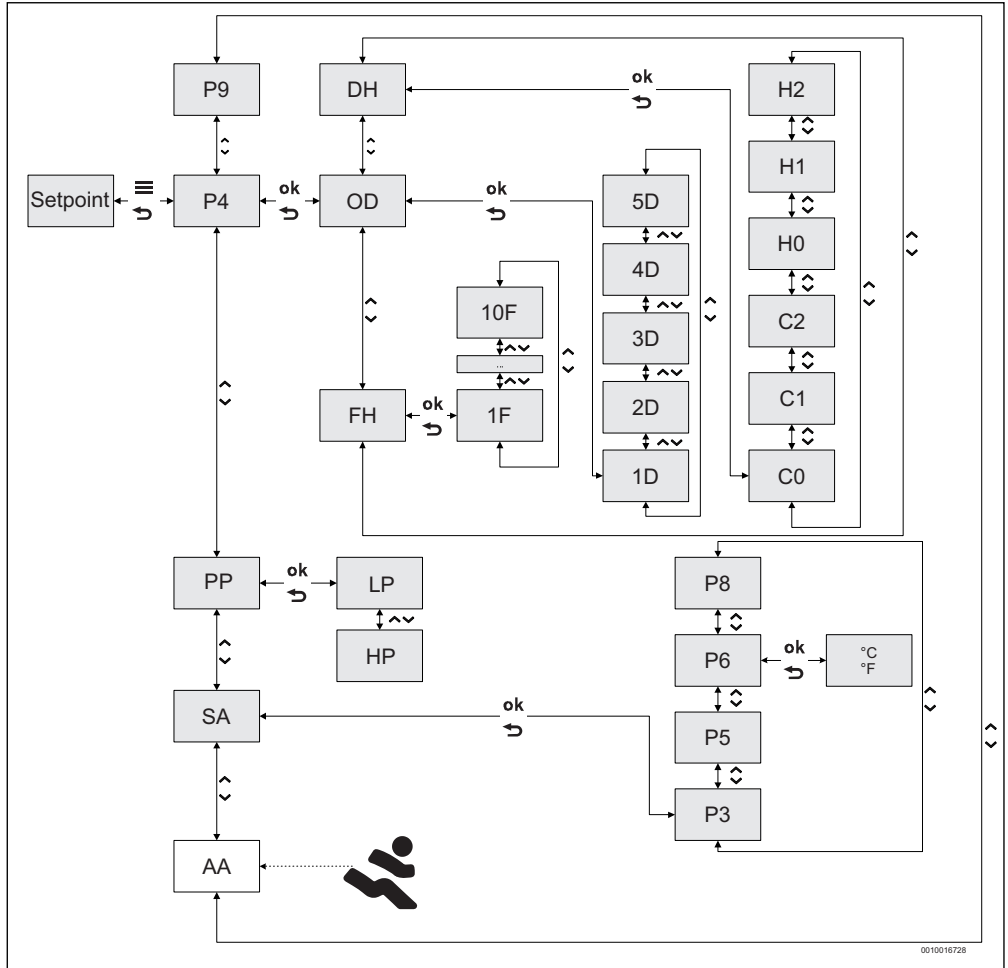 P9
DH
ok
H2
H1
Setpoint
P4
ok
OD
ok
5D
H0
4D
10F
C2
3D
...
C1
FH
ok
1F
2D
1D
C0
PP
ok
LP
P8
HP
P6
ok
°C
°F
SA
ok
P5
P3
AA
0010016728